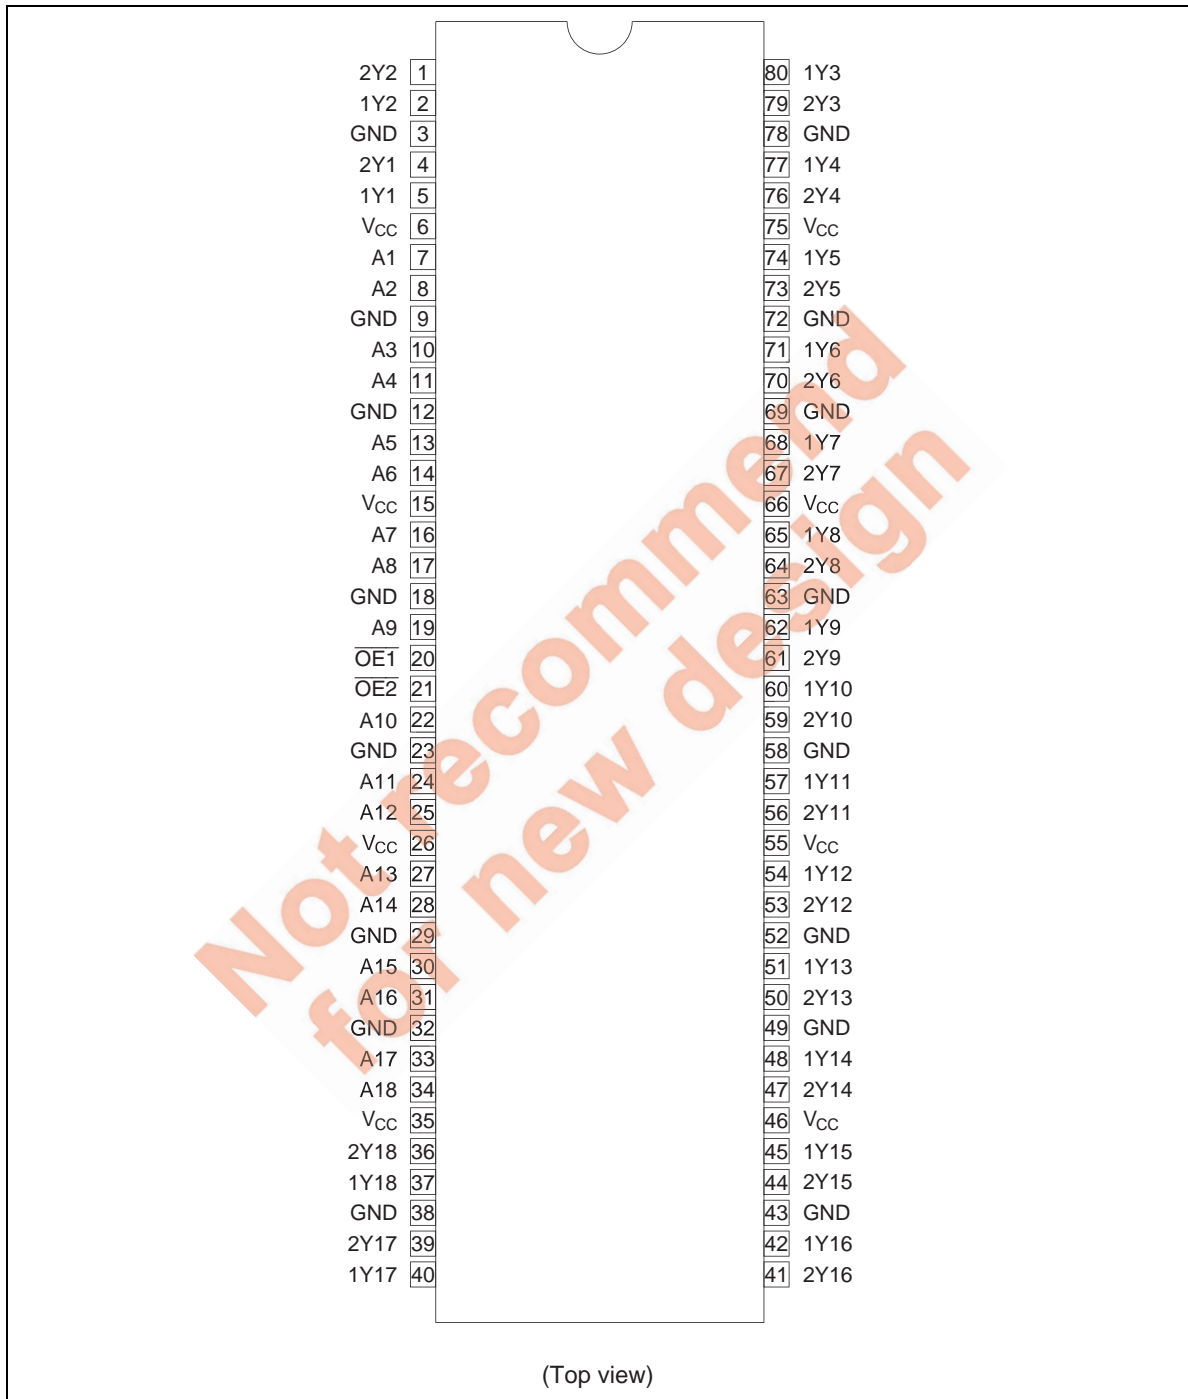 2Y2 1 80 1Y3
1Y2 2 79 2Y3
GND 3 78 GND
2Y1 4 77 1Y4
1Y1 5 76 2Y4
VCC 6 75 VCC
A1 7 74 1Y5
A2 8 73 2Y5
GND 9 72 GND
A3 10 71 1Y6
A4 11 70 2Y6
GND 12 69 GND
A5 13 68 1Y7
A6 14 67 2Y7
VCC 15 66 VCC
A7 16 65 1Y8
A8 17 64 2Y8
GND 18 63 GND
A9 19 62 1Y9
O̅E̅1̅ 20 61 2Y9
O̅E̅2̅ 21 60 1Y10
A10 22 59 2Y10
GND 23 58 GND
A11 24 57 1Y11
A12 25 56 2Y11
VCC 26 55 VCC
A13 27 54 1Y12
A14 28 53 2Y12
GND 29 52 GND
A15 30 51 1Y13
A16 31 50 2Y13
GND 32 49 GND
A17 33 48 1Y14
A18 34 47 2Y14
VCC 35 46 VCC
2Y18 36 45 1Y15
1Y18 37 44 2Y15
GND 38 43 GND
2Y17 39 42 1Y16
1Y17 40 41 2Y16
(Top view)
Not recommend
for new design